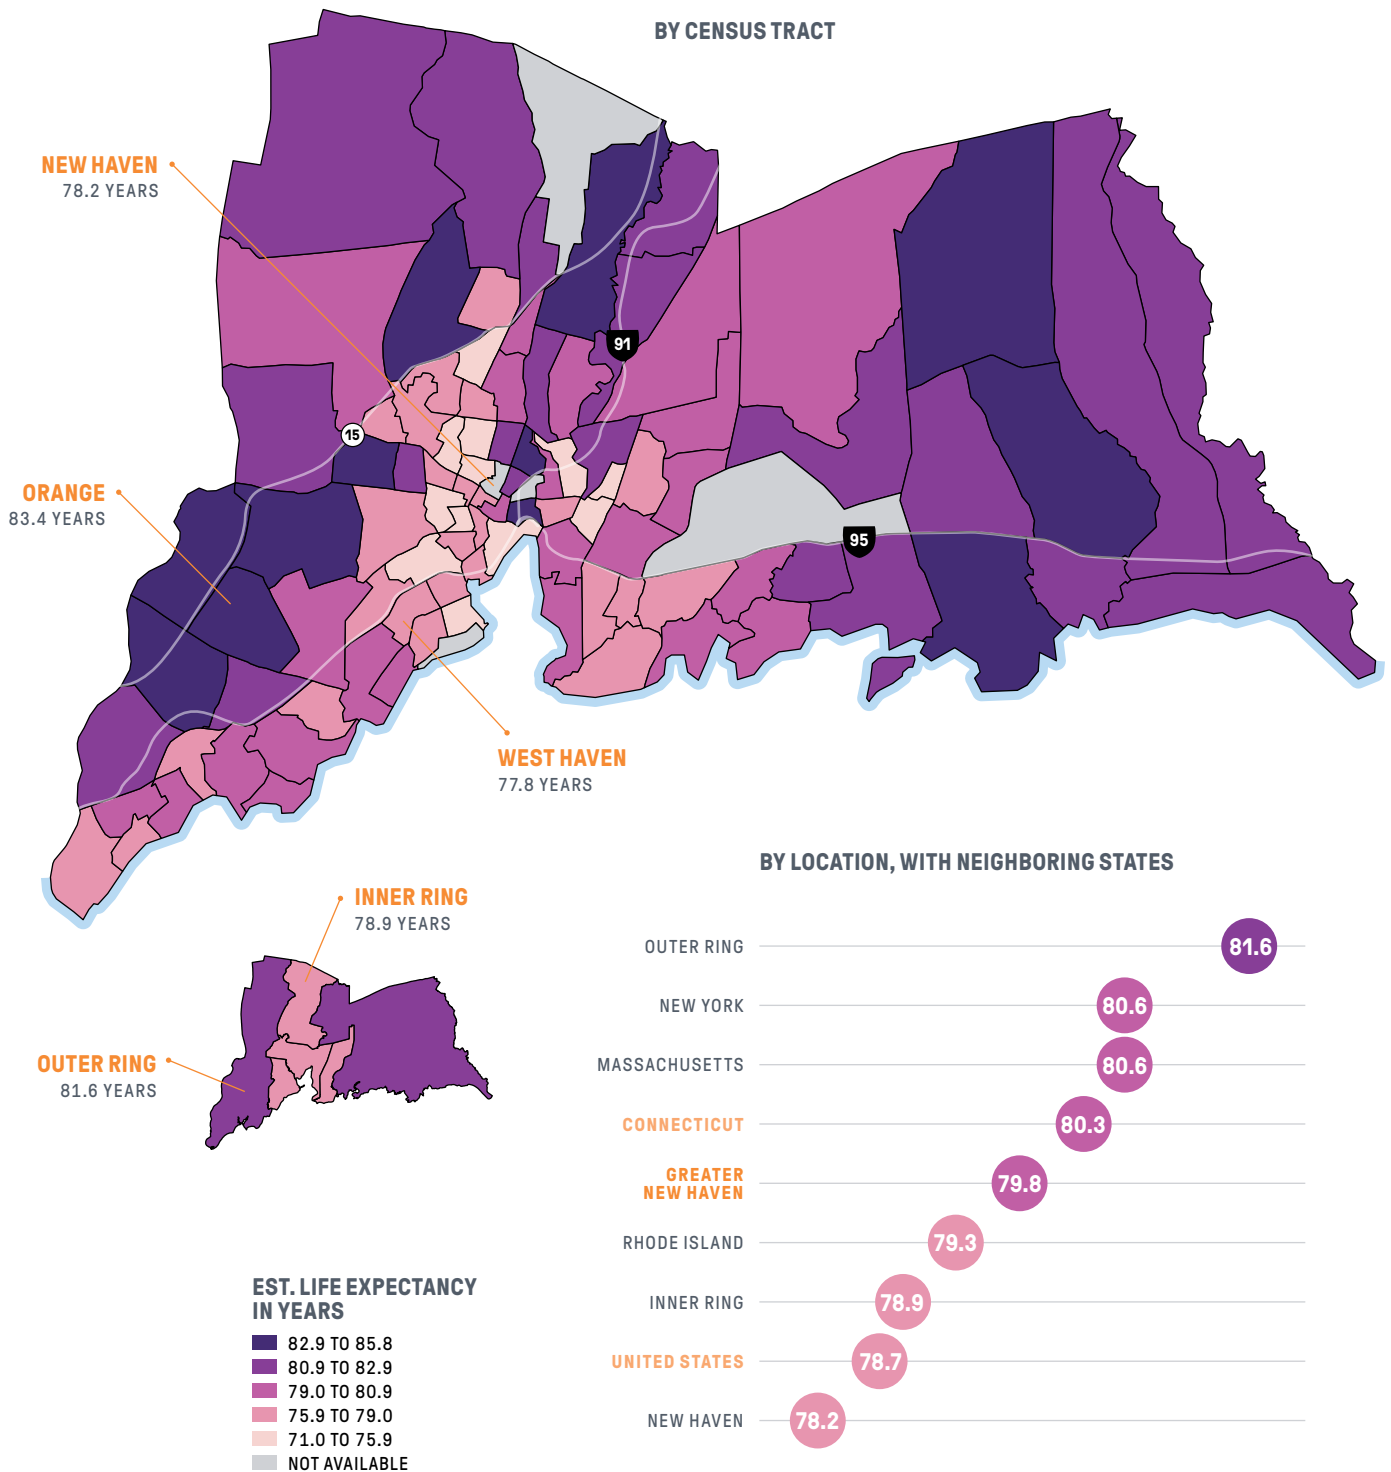 BY CENSUS TRACT
NEW HAVEN
78.2 YEARS
91
15
ORANGE
83.4 YEARS
95
WEST HAVEN
77.8 YEARS
INNER RING
78.9 YEARS
OUTER RING
81.6 YEARS
EST. LIFE EXPECTANCY
IN YEARS
82.9 TO 85.8
80.9 TO 82.9
79.0 TO 80.9
75.9 TO 79.0
71.0 TO 75.9
NOT AVAILABLE
BY LOCATION, WITH NEIGHBORING STATES
OUTER RING 81.6
NEW YORK 80.6
MASSACHUSETTS 80.6
CONNECTICUT 80.3
GREATER
NEW HAVEN 79.8
RHODE ISLAND 79.3
INNER RING 78.9
UNITED STATES 78.7
NEW HAVEN 78.2